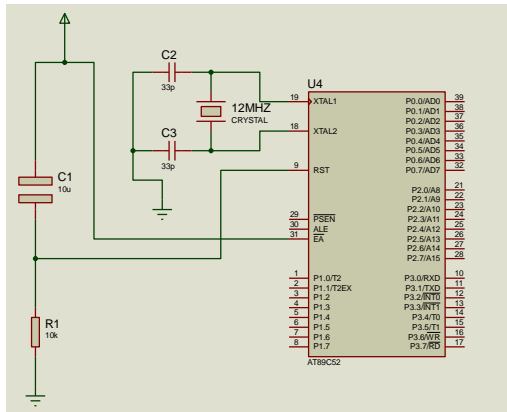 C2
33p
12MHZ
CRYSTAL
C3
33p
C1
10u
R1
10k
U4
19 XTAL1
18 XTAL2
9 RST
29 PSEN
30 ALE
31 EA
1 P1.0/T2
2 P1.1/T2EX
3 P1.2
4 P1.3
5 P1.4
6 P1.5
7 P1.6
8 P1.7
P0.0/AD0 39
P0.1/AD1 38
P0.2/AD2 37
P0.3/AD3 36
P0.4/AD4 35
P0.5/AD5 34
P0.6/AD6 33
P0.7/AD7 32
P2.0/A8 21
P2.1/A9 22
P2.2/A10 23
P2.3/A11 24
P2.4/A12 25
P2.5/A13 26
P2.6/A14 27
P2.7/A15 28
P3.0/RXD 10
P3.1/TXD 11
P3.2/INT0 12
P3.3/INT1 13
P3.4/T0 14
P3.5/T1 15
P3.6/WR 16
P3.7/RD 17
AT89C52